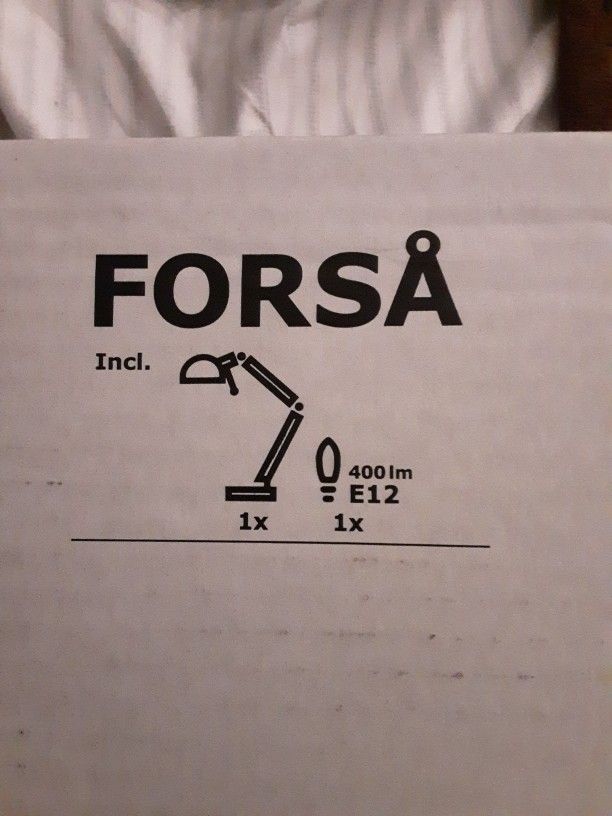 FORSÅ
Incl.
400 lm
E12
1x 1x